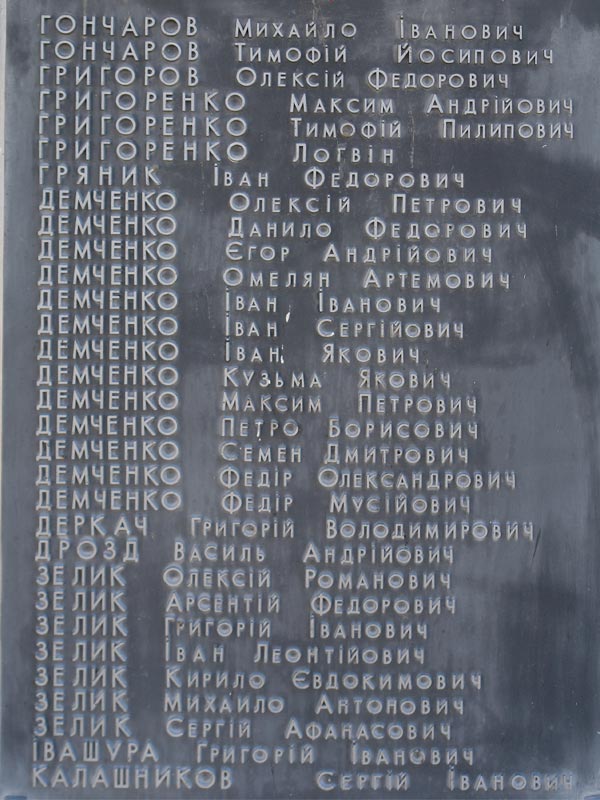 ГОНЧАРОВ Михайло Іванович
ГОНЧАРОВ Тимофій Йосипович
ГРИГОРОВ Олексій Федорович
ГРИГОРЕНКО Максим Андрійович
ГРИГОРЕНКО Тимофій Пилипович
ГРИГОРЕНКО Логвін
ГРЯНИК Іван Федорович
ДЕМЧЕНКО Олексій Петрович
ДЕМЧЕНКО Данило Федорович
ДЕМЧЕНКО Єгор Андрійович
ДЕМЧЕНКО Омелян Артемович
ДЕМЧЕНКО Іван Іванович
ДЕМЧЕНКО Іван Сергійович
ДЕМЧЕНКО Іван Якович
ДЕМЧЕНКО Кузьма Якович
ДЕМЧЕНКО Максим Петрович
ДЕМЧЕНКО Петро Борисович
ДЕМЧЕНКО Семен Дмитрович
ДЕМЧЕНКО Федір Олександрович
ДЕМЧЕНКО Федір Мусійович
ДЕРКАЧ Григорій Володимирович
ДРОЗД Василь Андрійович
ЗЕЛИК Олексій Романович
ЗЕЛИК Арсентій Федорович
ЗЕЛИК Григорій Іванович
ЗЕЛИК Іван Леонтійович
ЗЕЛИК Кирило Євдокимович
ЗЕЛИК Михаило Антонович
ЗЕЛИК Сергій Афанасович
ІВАШУРА Григорій Іванович
КАЛАШНИКОВ Сергій Іванович